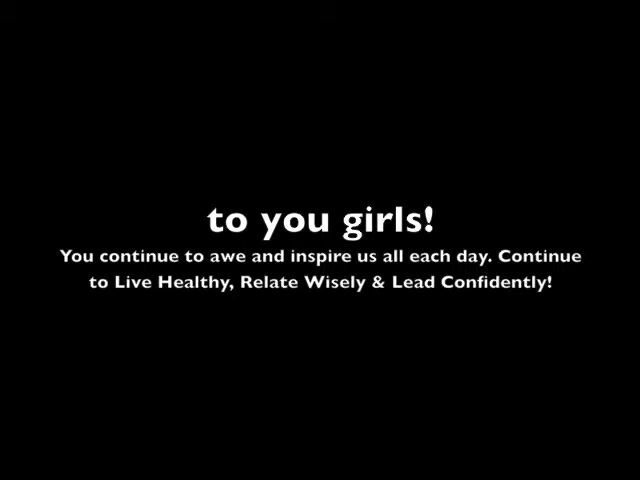 to you girls!
You continue to awe and inspire us all each day. Continue
to Live Healthy, Relate Wisely & Lead Confidently!